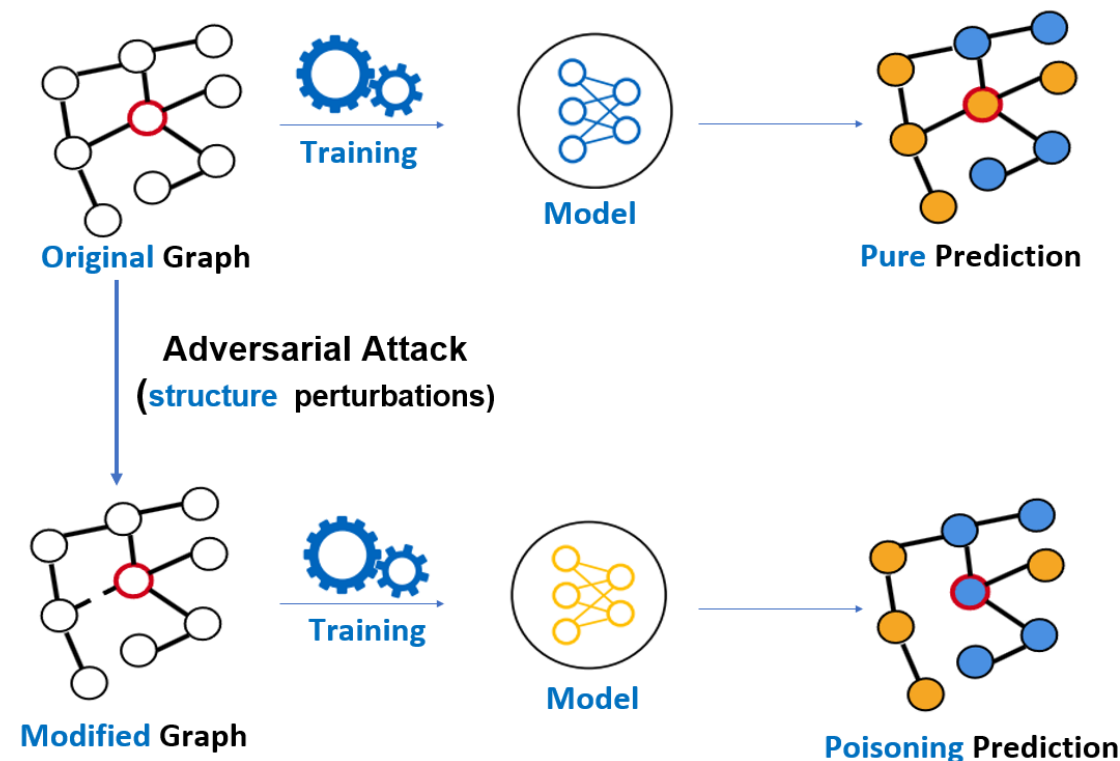 Training
Model
Original Graph
Pure Prediction
Adversarial Attack
(structure perturbations)
Training
Model
Modified Graph
Poisoning Prediction